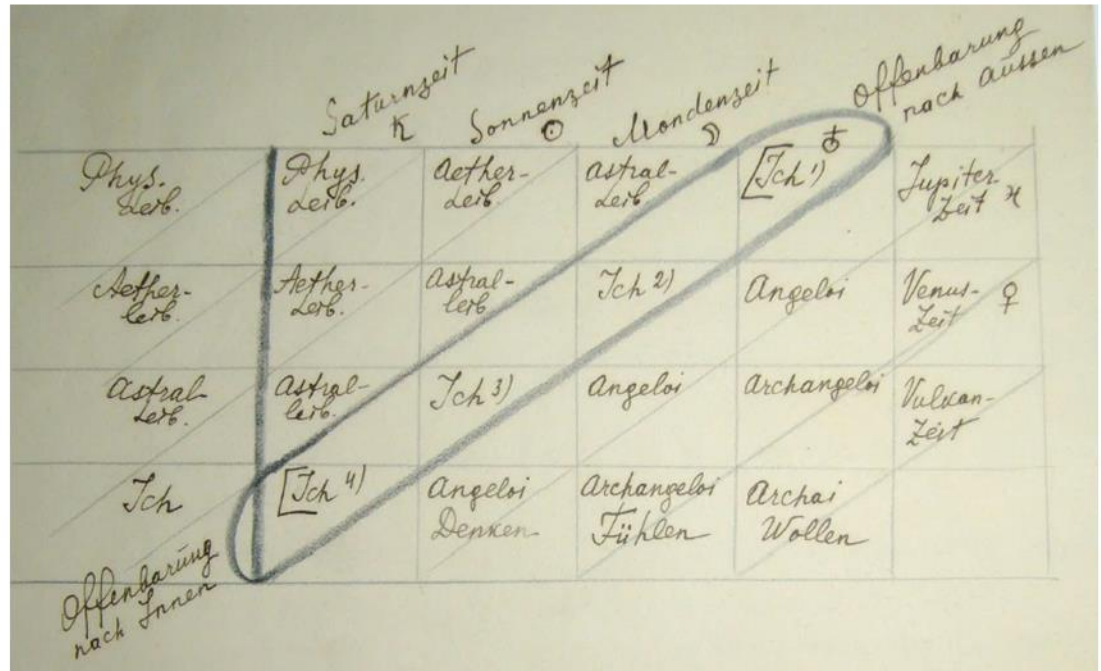 Saturnzeit
♄
Sonnenzeit
☉
Mondenzeit
☽
♁
Offenbarung
nach Aussen
Phys.
Leib.
Phys.
Leib.
Aether-
Leib.
Astral-
Leib.
[Ich 1)
Jupiter-
Zeit ♃
Aether-
leib.
Aether-
Leib.
Astral-
leib
Ich 2)
Angeloi
Venus-
Zeit ♀
Astral-
Leib.
Astral-
leib.
Ich 3)
Angeloi
Archangeloi
Vulkan-
Zeit
Ich
[Ich 4)
Angeloi
Denken
Archangeloi
Fühlen
Archai
Wollen
Offenbarung
nach Innen